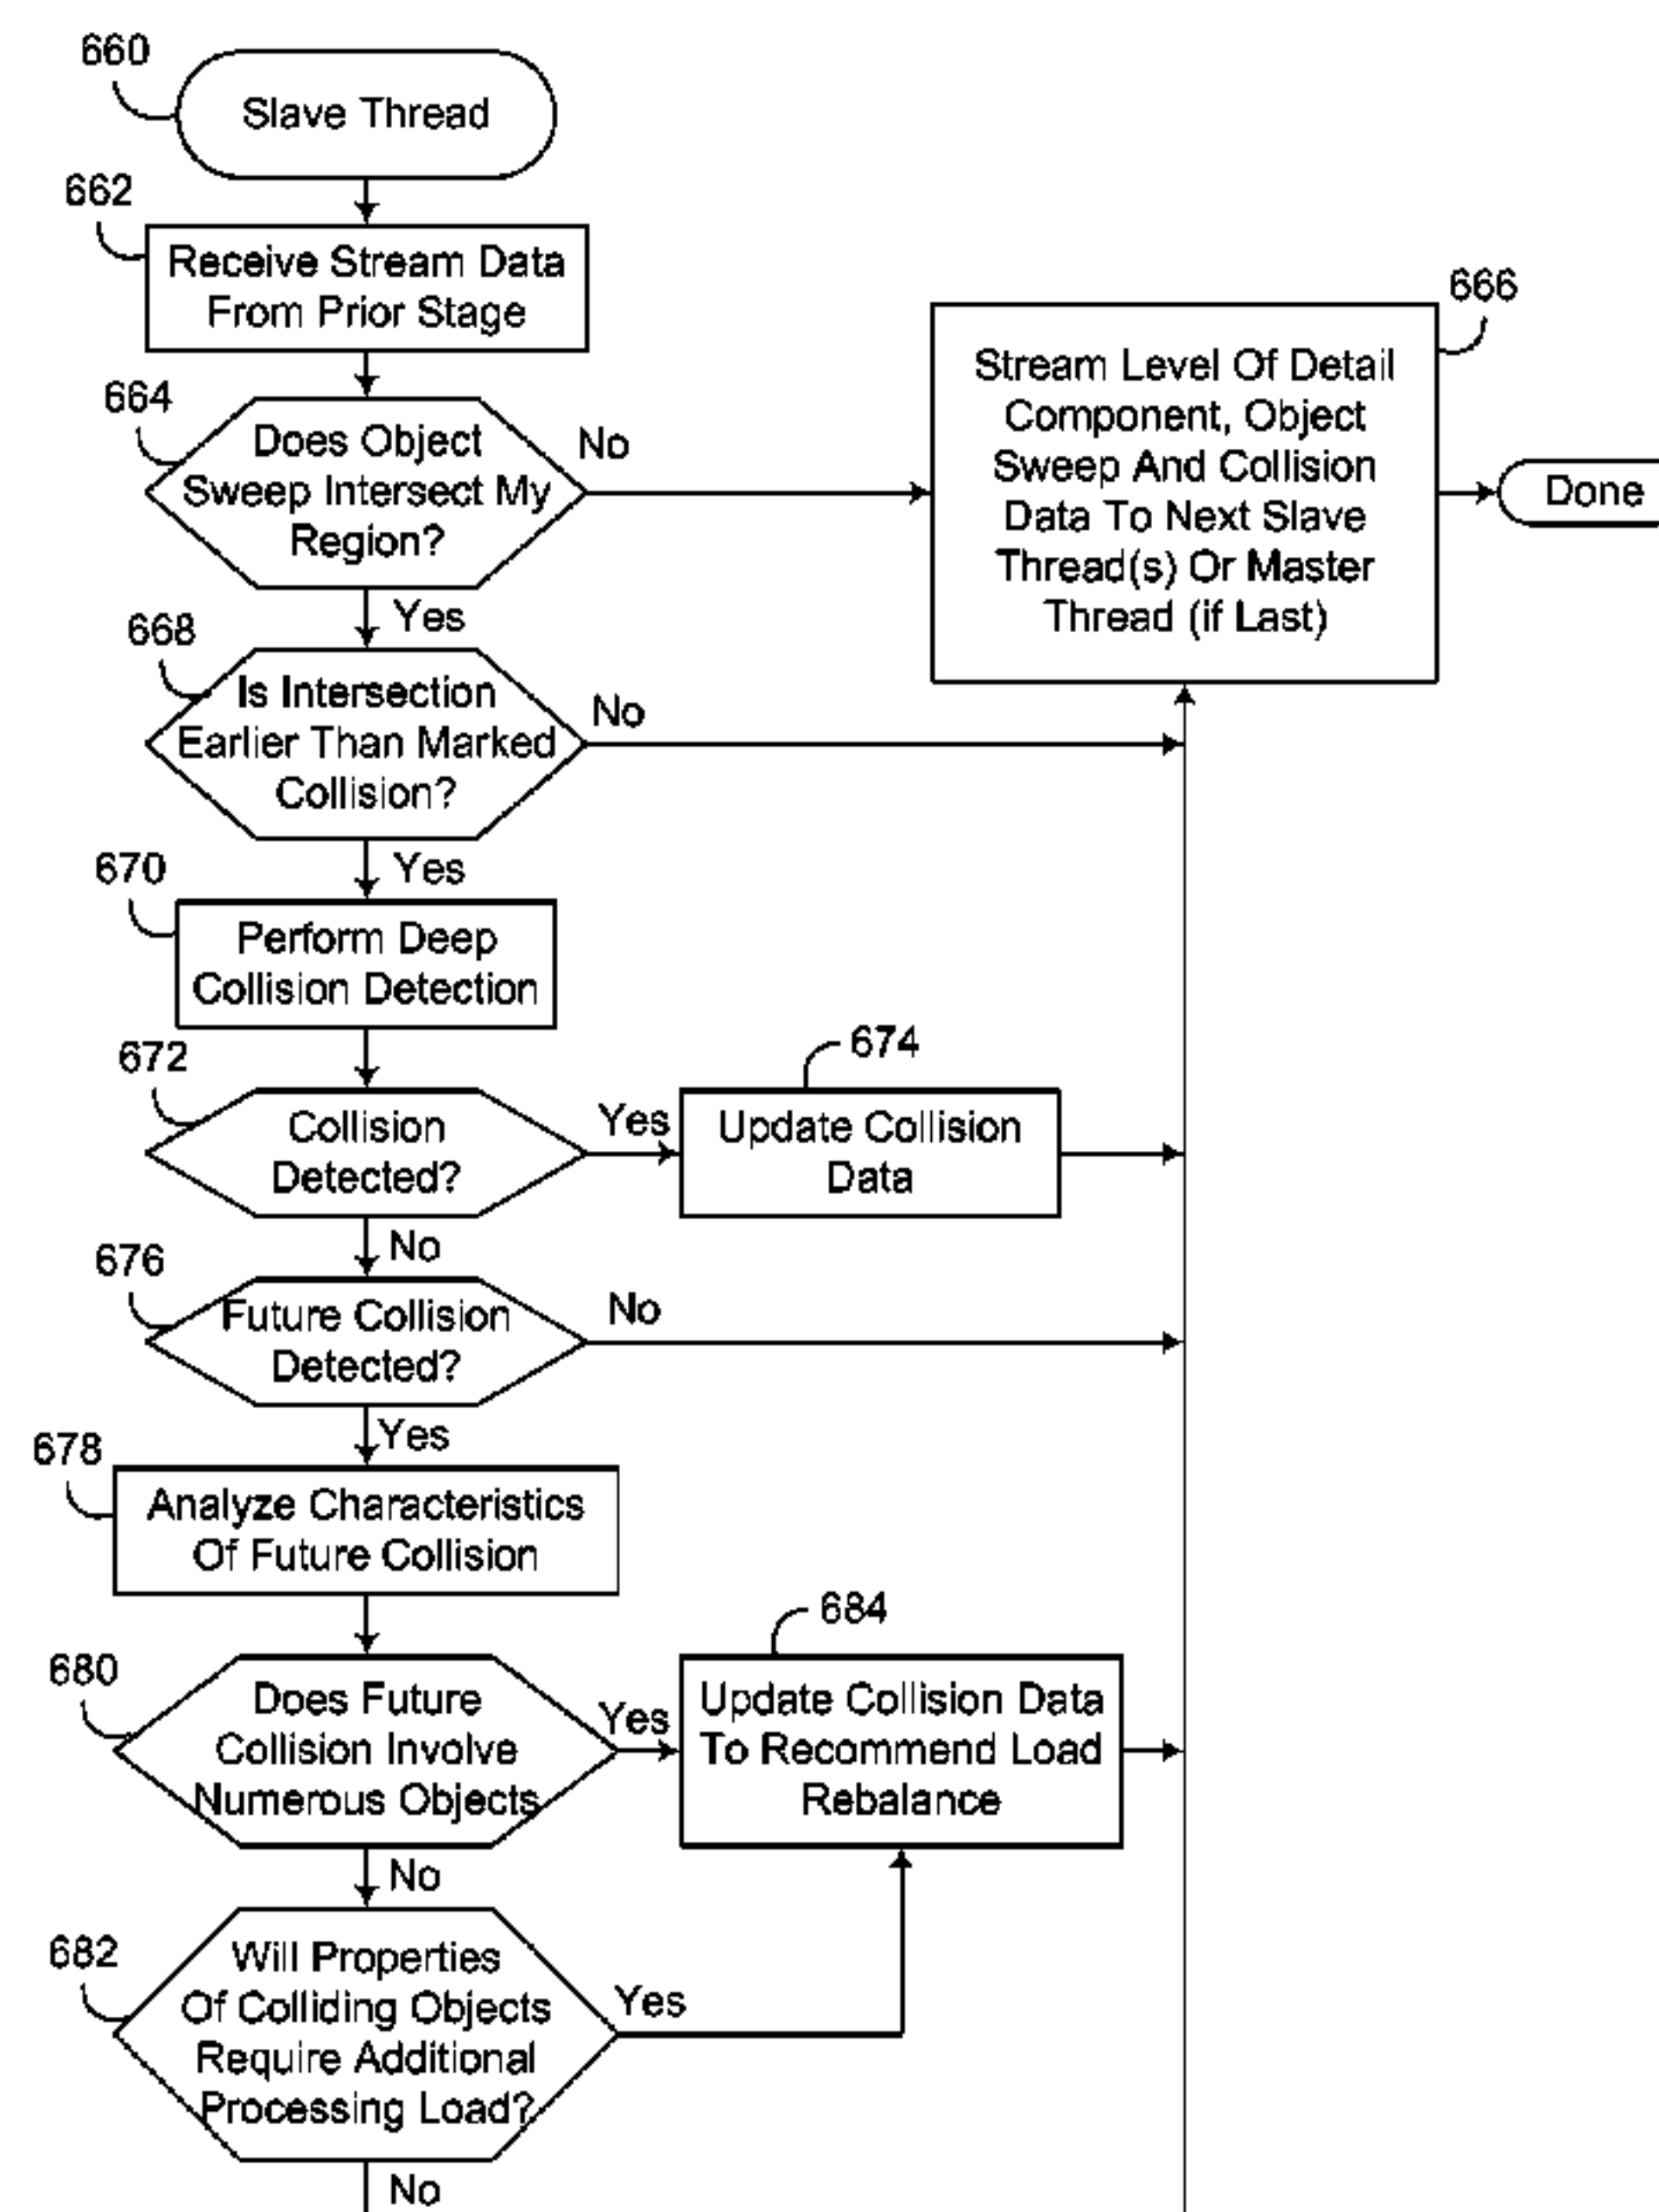 660
Slave Thread
662
Receive Stream Data
From Prior Stage
664
Does Object
Sweep Intersect My
Region?
No
Yes
666
Stream Level Of Detail
Component, Object
Sweep And Collision
Data To Next Slave
Thread(s) Or Master
Thread (if Last)
Done
668
Is Intersection
Earlier Than Marked
Collision?
No
Yes
670
Perform Deep
Collision Detection
672
Collision
Detected?
Yes
No
674
Update Collision
Data
676
Future Collision
Detected?
No
Yes
678
Analyze Characteristics
Of Future Collision
680
Does Future
Collision Involve
Numerous Objects
Yes
No
684
Update Collision Data
To Recommend Load
Rebalance
682
Will Properties
Of Colliding Objects
Require Additional
Processing Load?
Yes
No